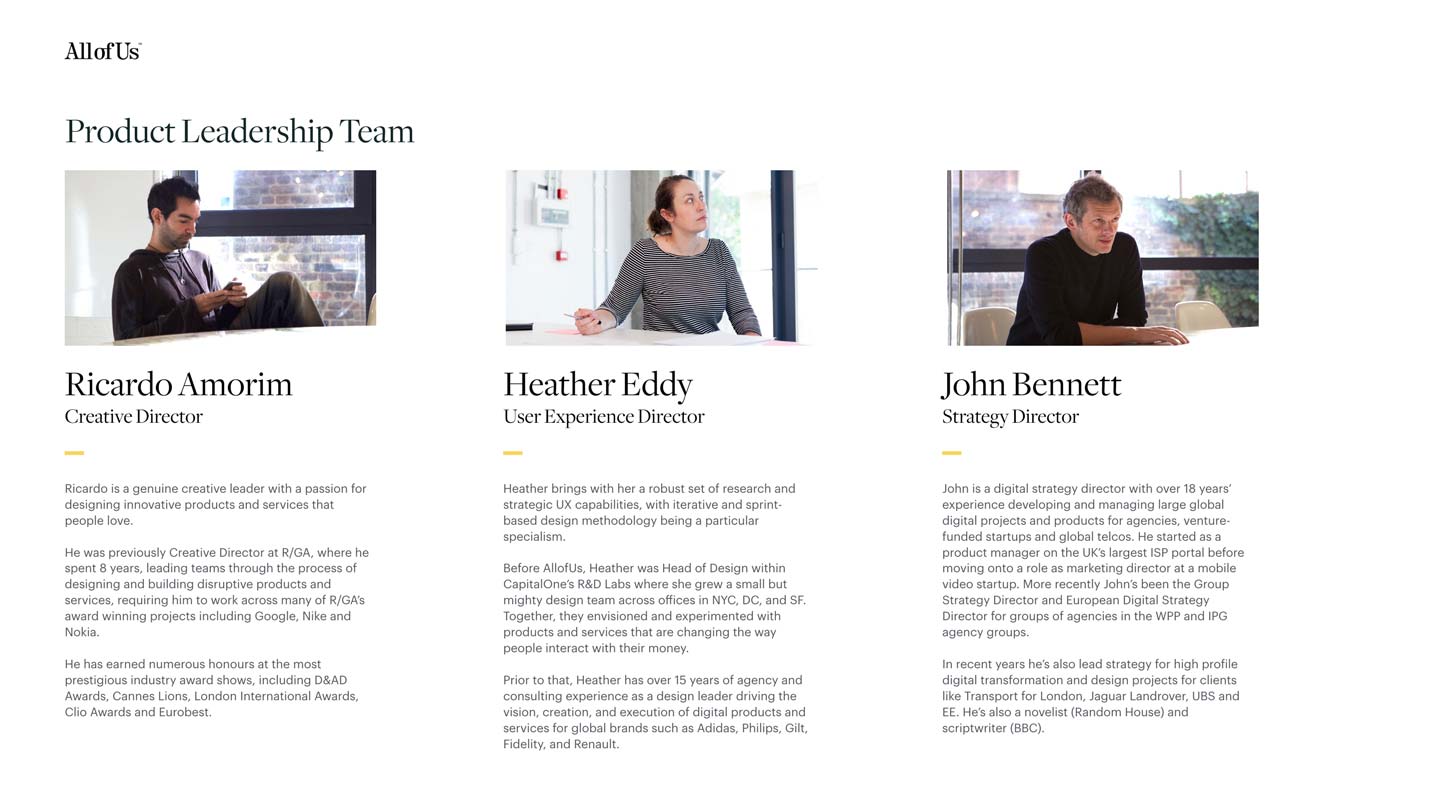 AllofUs™
Product Leadership Team
Ricardo Amorim
Creative Director
Ricardo is a genuine creative leader with a passion for
designing innovative products and services that
people love.
He was previously Creative Director at R/GA, where he
spent 8 years, leading teams through the process of
designing and building disruptive products and
services, requiring him to work across many of R/GA's
award winning projects including Google, Nike and
Nokia.
He has earned numerous honours at the most
prestigious industry award shows, including D&AD
Awards, Cannes Lions, London International Awards,
Clio Awards and Eurobest.
Heather Eddy
User Experience Director
Heather brings with her a robust set of research and
strategic UX capabilities, with iterative and sprint-
based design methodology being a particular
specialism.
Before AllofUs, Heather was Head of Design within
CapitalOne's R&D Labs where she grew a small but
mighty design team across offices in NYC, DC, and SF.
Together, they envisioned and experimented with
products and services that are changing the way
people interact with their money.
Prior to that, Heather has over 15 years of agency and
consulting experience as a design leader driving the
vision, creation, and execution of digital products and
services for global brands such as Adidas, Philips, Gilt,
Fidelity, and Renault.
John Bennett
Strategy Director
John is a digital strategy director with over 18 years'
experience developing and managing large global
digital projects and products for agencies, venture-
funded startups and global telcos. He started as a
product manager on the UK's largest ISP portal before
moving onto a role as marketing director at a mobile
video startup. More recently John's been the Group
Strategy Director and European Digital Strategy
Director for groups of agencies in the WPP and IPG
agency groups.
In recent years he's also lead strategy for high profile
digital transformation and design projects for clients
like Transport for London, Jaguar Landrover, UBS and
EE. He's also a novelist (Random House) and
scriptwriter (BBC).